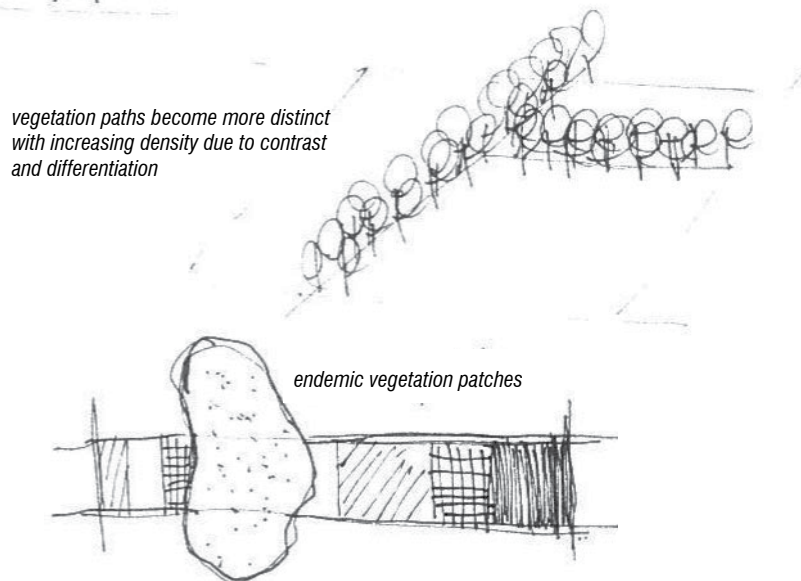 vegetation paths become more distinct
with increasing density due to contrast
and differentiation
endemic vegetation patches